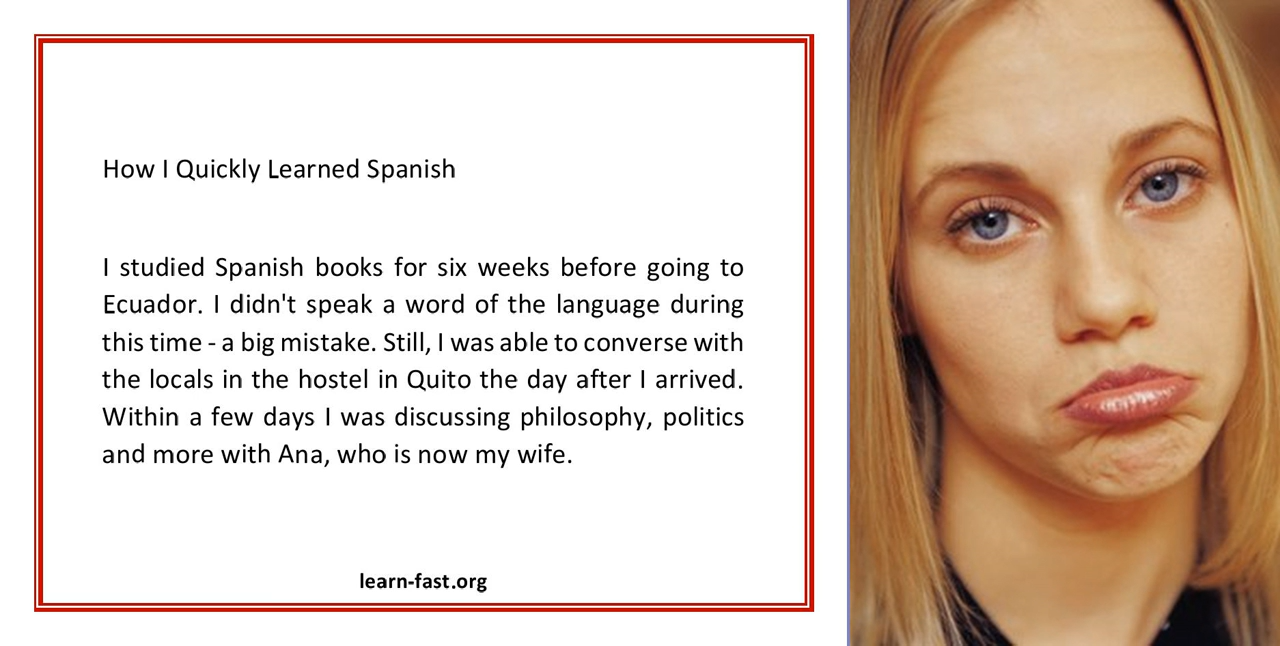 How I Quickly Learned Spanish
I studied Spanish books for six weeks before going to
Ecuador. I didn't speak a word of the language during
this time - a big mistake. Still, I was able to converse with
the locals in the hostel in Quito the day after I arrived.
Within a few days I was discussing philosophy, politics
and more with Ana, who is now my wife.
learn-fast.org